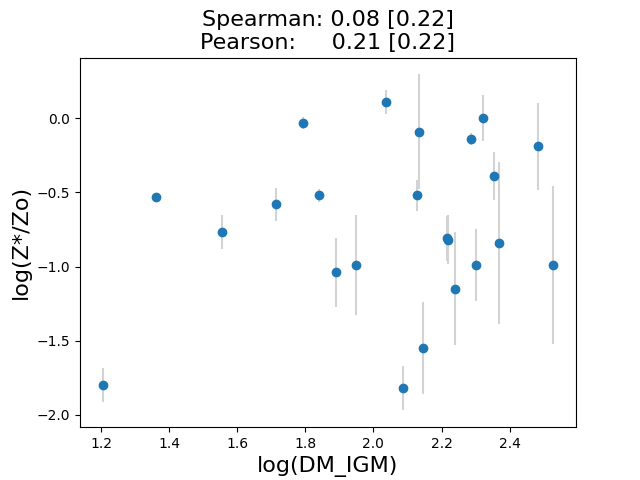 Spearman: 0.08 [0.22]
Pearson: 0.21 [0.22]
0.0
−0.5
−1.0
−1.5
−2.0
log(Z*/Zo)
1.2 1.4 1.6 1.8 2.0 2.2 2.4
log(DM_IGM)